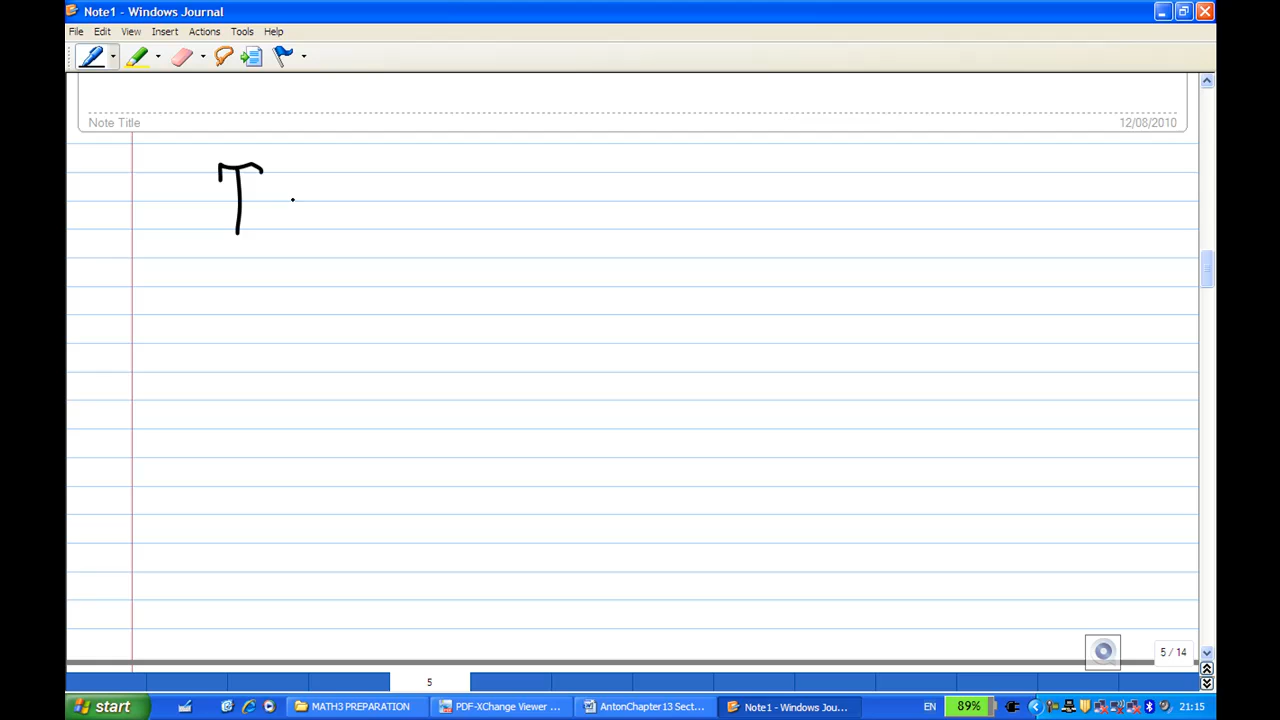 Note1 - Windows Journal
File Edit View Insert Actions Tools Help
Note Title 12/08/2010
T
5 / 14
5
start MATH3 PREPARATION PDF-XChange Viewer ... AntonChapter13 Sect... Note1 - Windows Jou... EN 89% 21:15